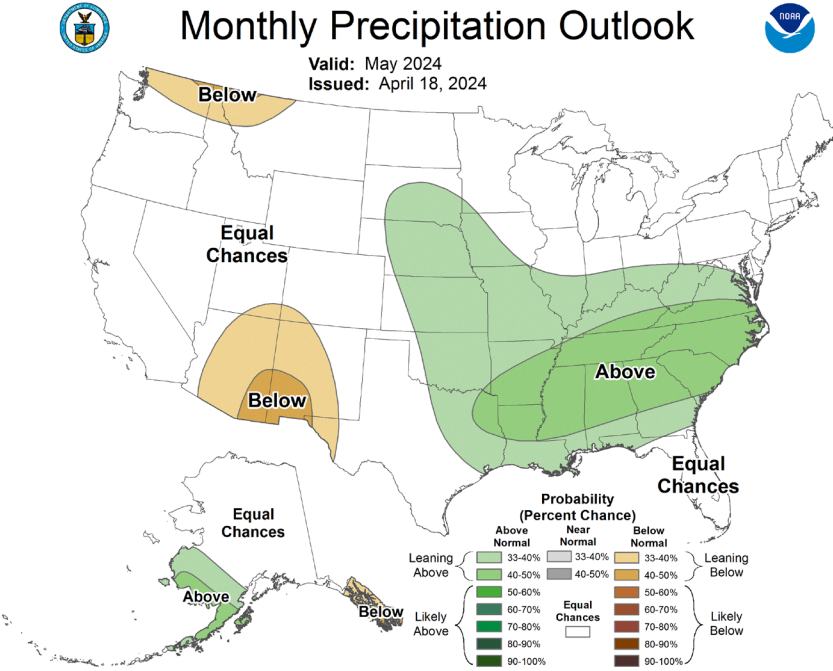 Monthly Precipitation Outlook
NOAA
Valid: May 2024
Issued: April 18, 2024
Below
Equal
Chances
Below
Above
Equal
Chances
Equal
Chances
Above
Below
Probability
(Percent Chance)
Above
Normal
Near
Normal
Below
Normal
Leaning
Above
33-40%
33-40%
33-40%
Leaning
Below
40-50%
40-50%
40-50%
Likely
Above
50-60%
60-70%
70-80%
80-90%
90-100%
Equal
Chances
50-60%
60-70%
70-80%
80-90%
90-100%
Likely
Below